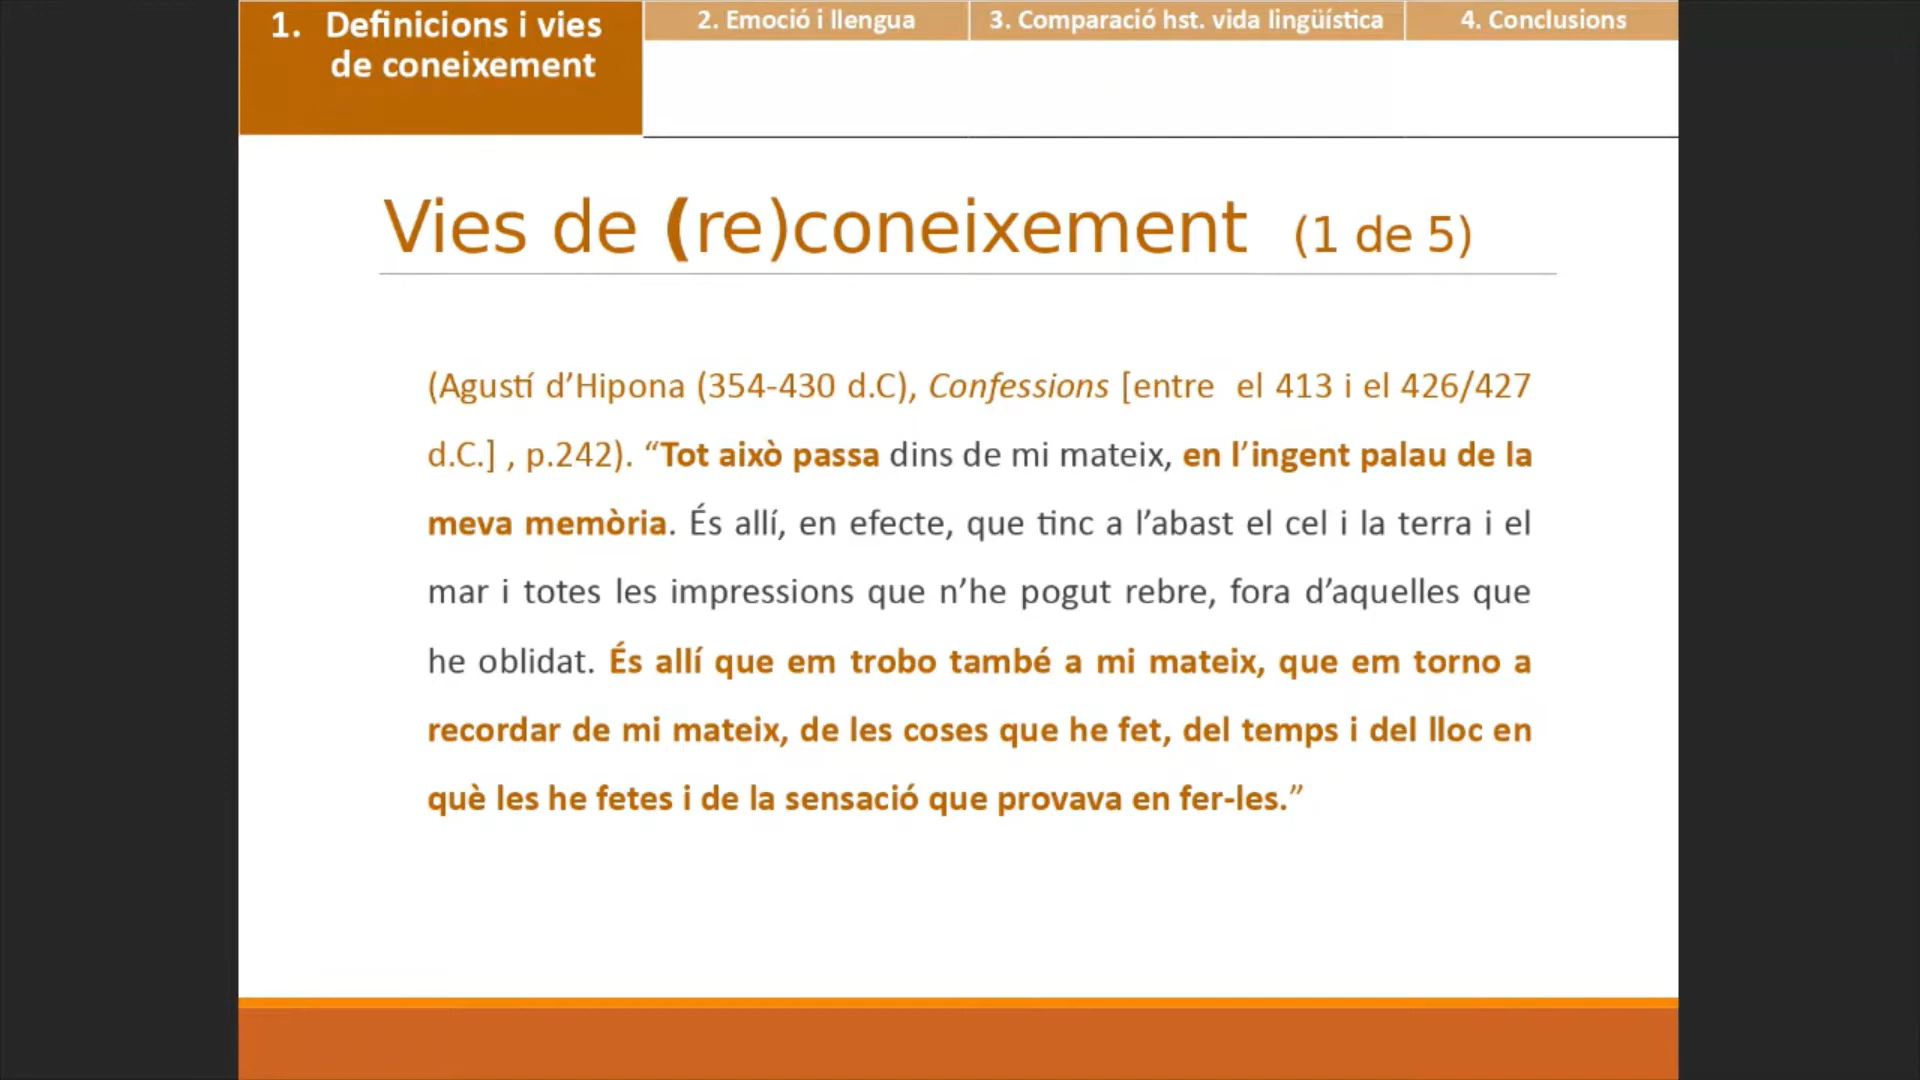 1. Definicions i vies
de coneixement
2. Emoció i llengua
3. Comparació hst. vida lingüística
4. Conclusions
Vies de (re)coneixement (1 de 5)
(Agustí d’Hipona (354-430 d.C), Confessions [entre el 413 i el 426/427
d.C.] , p.242). “Tot això passa dins de mi mateix, en l’ingent palau de la
meva memòria. És allí, en efecte, que tinc a l’abast el cel i la terra i el
mar i totes les impressions que n’he pogut rebre, fora d’aquelles que
he oblidat. És allí que em trobo també a mi mateix, que em torno a
recordar de mi mateix, de les coses que he fet, del temps i del lloc en
què les he fetes i de la sensació que provava en fer-les.”